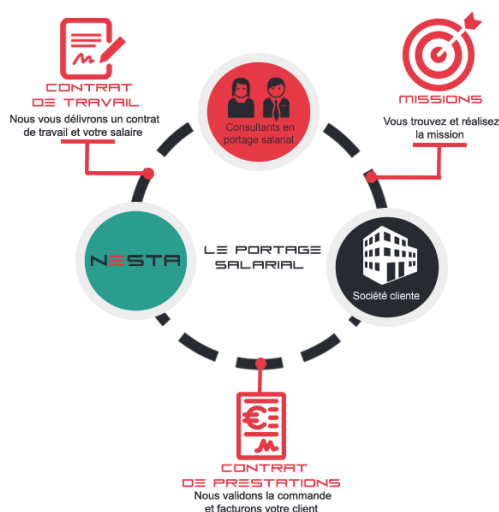 CONTRAT
DE TRAVAIL
Nous vous délivrons un contrat
de travail et votre salaire
MISSIONS
Vous trouvez et réalisez
la mission
Consultants en
portage salarial
NESTA
LE PORTAGE
SALARIAL
Société cliente
€
CONTRAT
DE PRESTATIONS
Nous validons la commande
et facturons votre client